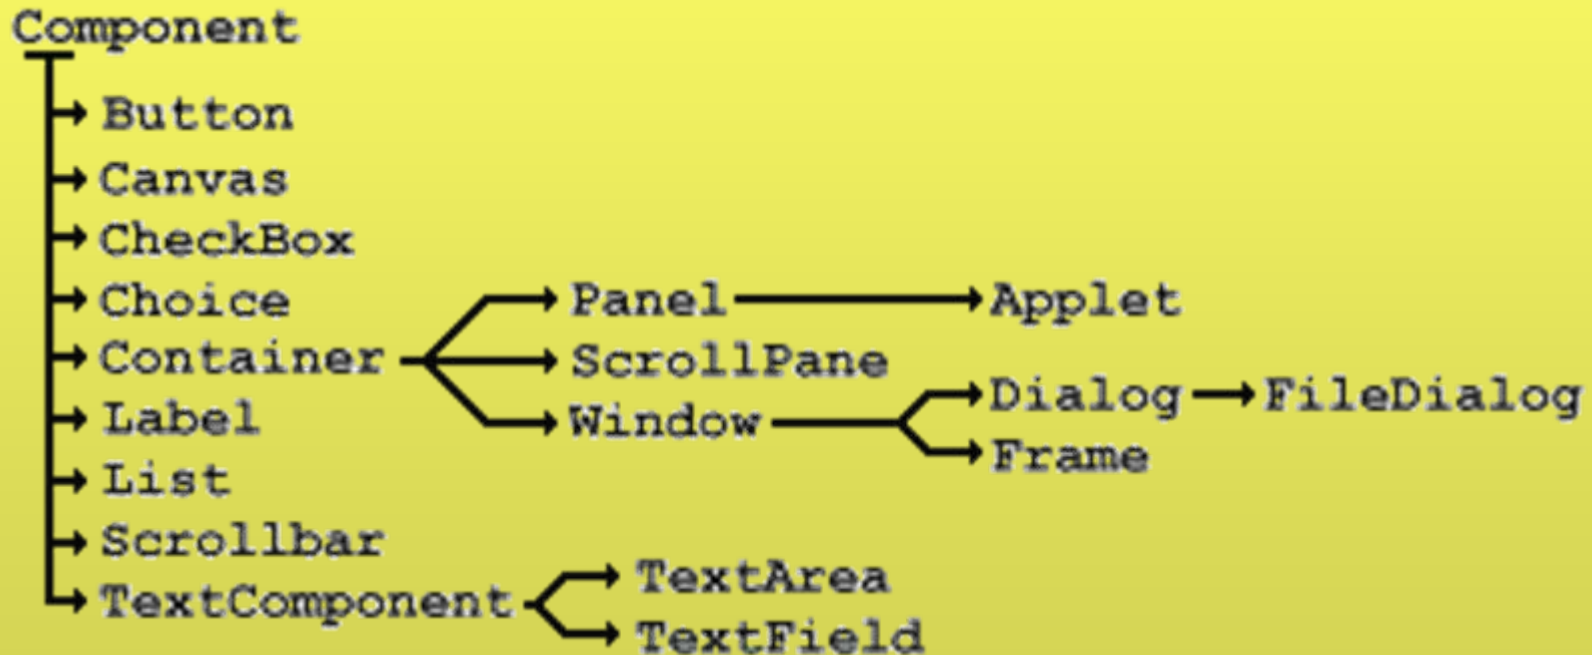 Component
Button
Canvas
CheckBox
Choice Panel Applet
Container ScrollPane
Label Window Dialog FileDialog
Frame
List
Scrollbar
TextComponent TextArea
TextField